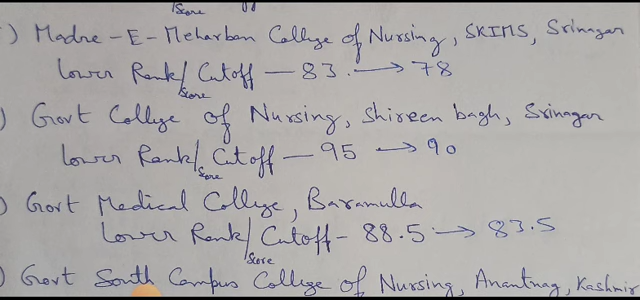 Score
) Madre-E-Meharban College of Nursing, SKIMS, Srinagar
Lower Rank/Score Cutoff - 83. → 78
) Govt College of Nursing, Shireen bagh, Srinagar
Lower Rank/Score Cutoff - 95 → 90
) Govt Medical College, Baramulla
Lower Rank/Score Cutoff - 88.5 → 83.5
) Govt South Campus College of Nursing, Anantnag, Kashmir